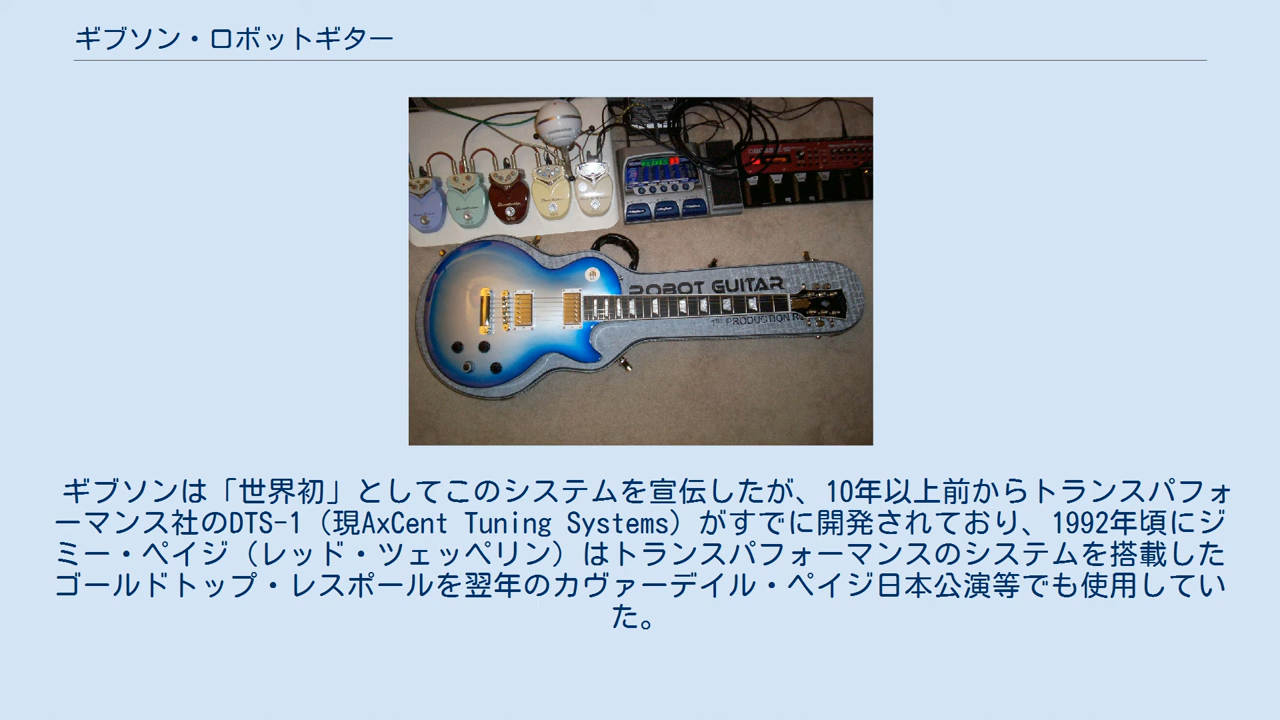 ギブソン・ロボットギター
ROBOT GUITAR
1ST PRODUCTION
ギブソンは「世界初」としてこのシステムを宣伝したが、10年以上前からトランスパフォ
ーマンス社のDTS-1（現AxCent Tuning Systems）がすでに開発されており、1992年頃にジ
ミー・ペイジ（レッド・ツェッペリン）はトランスパフォーマンスのシステムを搭載した
ゴールドトップ・レスポールを翌年のカヴァーデイル・ペイジ日本公演等でも使用してい
た。